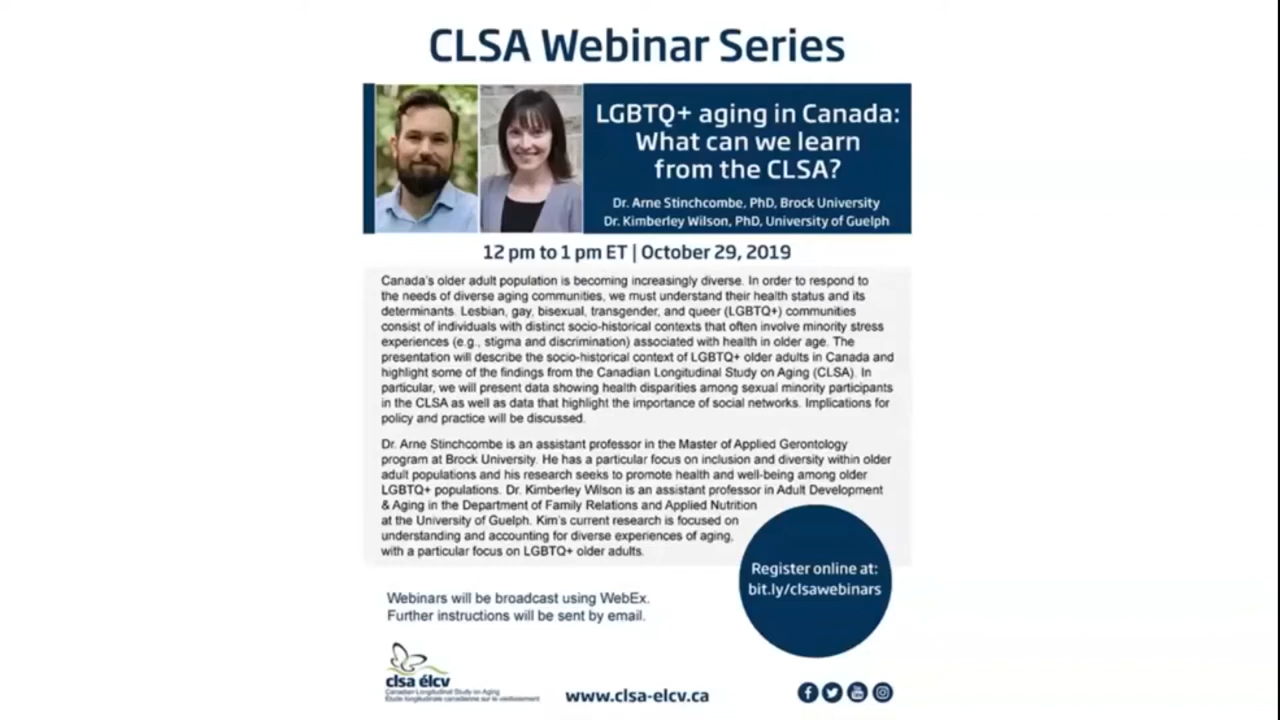 CLSA Webinar Series
LGBTQ+ aging in Canada:
What can we learn
from the CLSA?
Dr. Arne Stinchcombe, PhD, Brock University
Dr. Kimberley Wilson, PhD, University of Guelph
12 pm to 1 pm ET | October 29, 2019
Canada's older adult population is becoming increasingly diverse. In order to respond to
the needs of diverse aging communities, we must understand their health status and its
determinants. Lesbian, gay, bisexual, transgender, and queer (LGBTQ+) communities
consist of individuals with distinct socio-historical contexts that often involve minority stress
experiences (e.g., stigma and discrimination) associated with health in older age. The
presentation will describe the socio-historical context of LGBTQ+ older adults in Canada and
highlight some of the findings from the Canadian Longitudinal Study on Aging (CLSA). In
particular, we will present data showing health disparities among sexual minority participants
in the CLSA as well as data that highlight the importance of social networks. Implications for
policy and practice will be discussed.
Dr. Arne Stinchcombe is an assistant professor in the Master of Applied Gerontology
program at Brock University. He has a particular focus on inclusion and diversity within older
adult populations and his research seeks to promote health and well-being among older
LGBTQ+ populations. Dr. Kimberley Wilson is an assistant professor in Adult Development
& Aging in the Department of Family Relations and Applied Nutrition
at the University of Guelph. Kim's current research is focused on
understanding and accounting for diverse experiences of aging,
with a particular focus on LGBTQ+ older adults.
Register online at:
bit.ly/clsawebinars
Webinars will be broadcast using WebEx.
Further instructions will be sent by email.
clsa élcv
Canadian Longitudinal Study on Aging
Étude longitudinale canadienne sur le vieillissement
www.clsa-elcv.ca